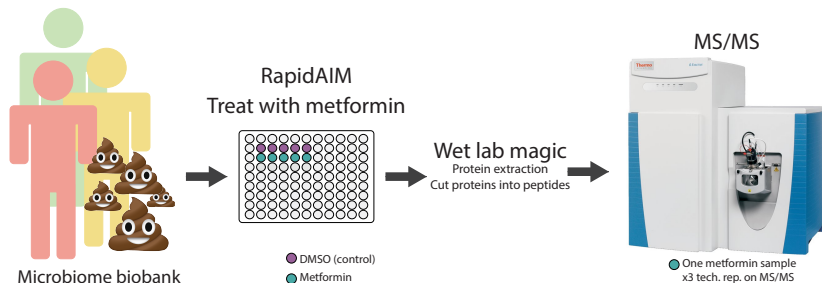 RapidAIM
Treat with metformin
MS/MS
Wet lab magic
Protein extraction
Cut proteins into peptides
DMSO (control)
Metformin
Microbiome biobank
One metformin sample
x3 tech. rep. on MS/MS
Thermo